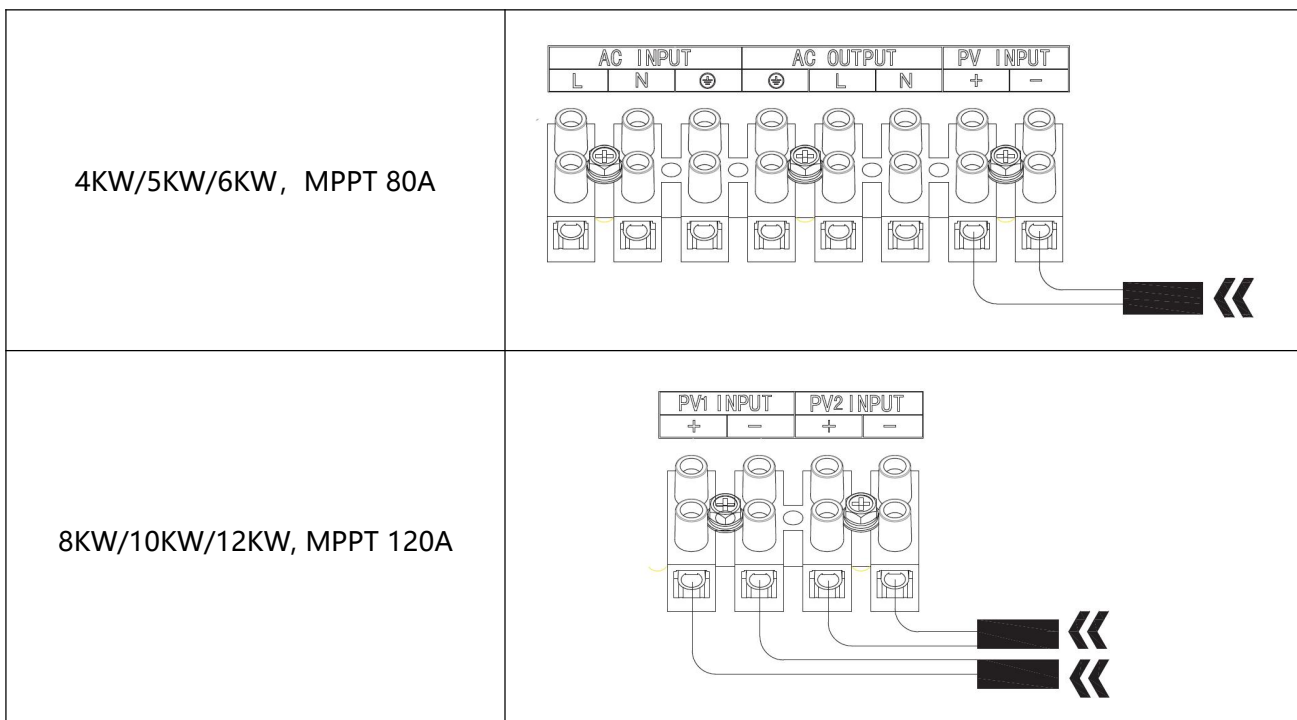 AC INPUT AC OUTPUT PV INPUT
L N ⏚ ⏚ L N + −
4KW/5KW/6KW，MPPT 80A
PV1 INPUT PV2 INPUT
+ − + −
8KW/10KW/12KW, MPPT 120A